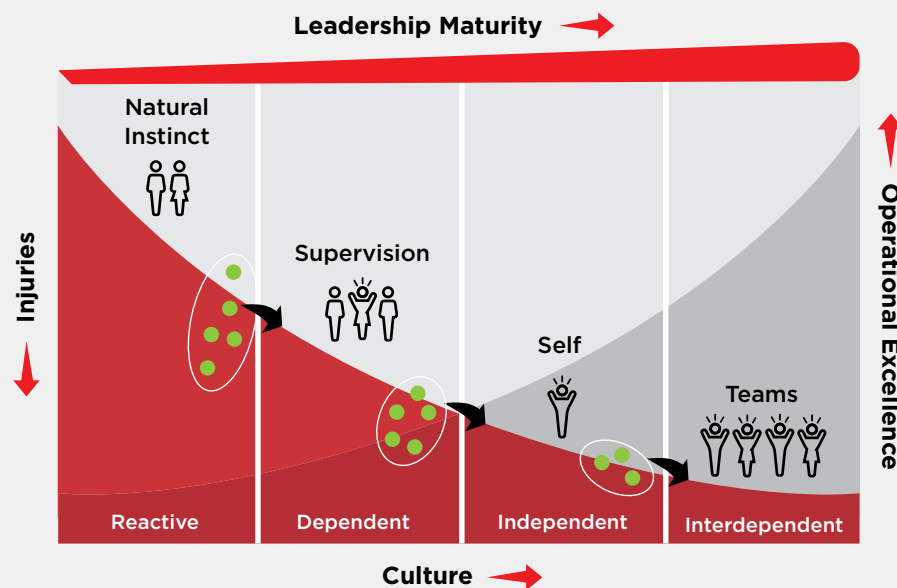 Leadership Maturity
Natural
Instinct
Supervision
Self
Teams
Injuries
Operational Excellence
Reactive
Dependent
Independent
Interdependent
Culture